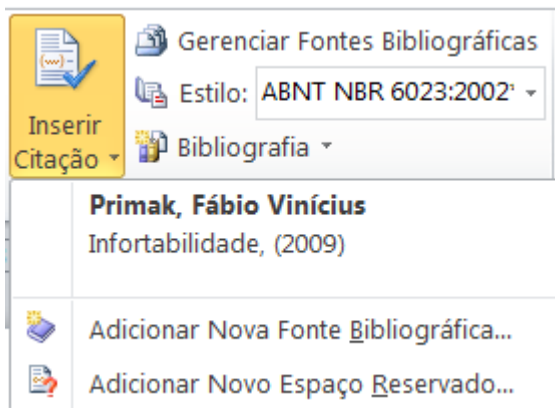 Inserir
Citação
Gerenciar Fontes Bibliográficas
Estilo: ABNT NBR 6023:2002*
Bibliografia
Primak, Fábio Vinícius
Infortabilidade, (2009)
Adicionar Nova Fonte Bibliográfica...
Adicionar Novo Espaço Reservado...